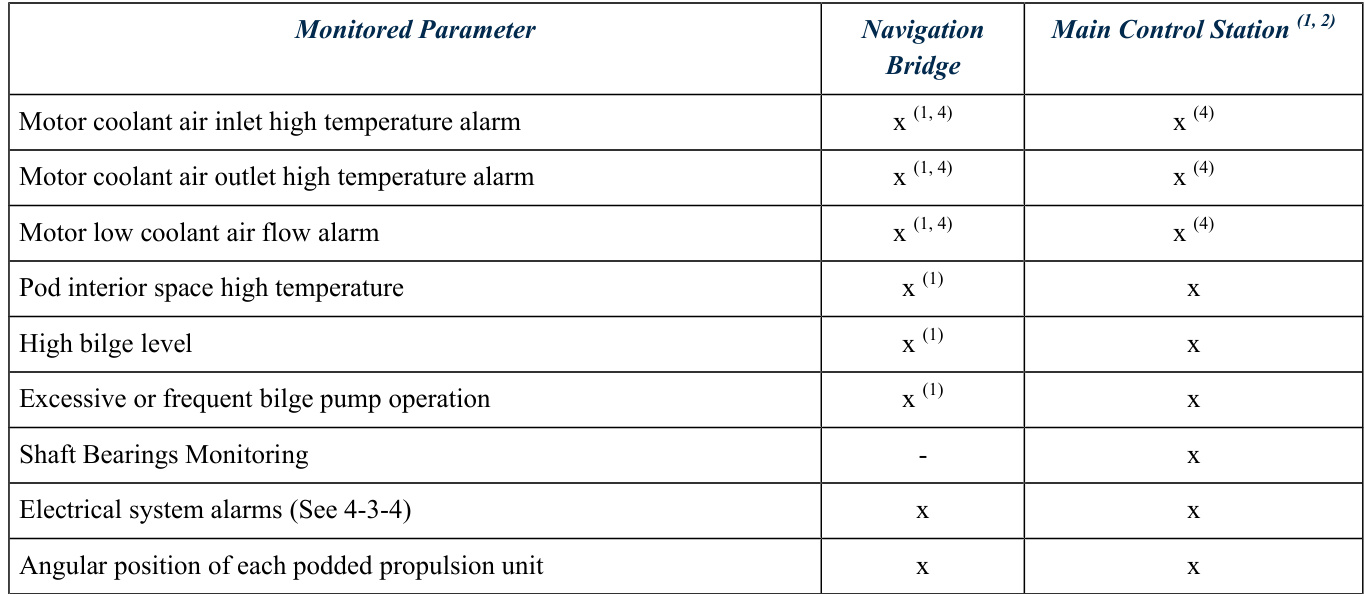 Monitored Parameter Navigation Bridge Main Control Station (1, 2)
Motor coolant air inlet high temperature alarm x (1, 4) x (4)
Motor coolant air outlet high temperature alarm x (1, 4) x (4)
Motor low coolant air flow alarm x (1, 4) x (4)
Pod interior space high temperature x (1) x
High bilge level x (1) x
Excessive or frequent bilge pump operation x (1) x
Shaft Bearings Monitoring - x
Electrical system alarms (See 4-3-4) x x
Angular position of each podded propulsion unit x x